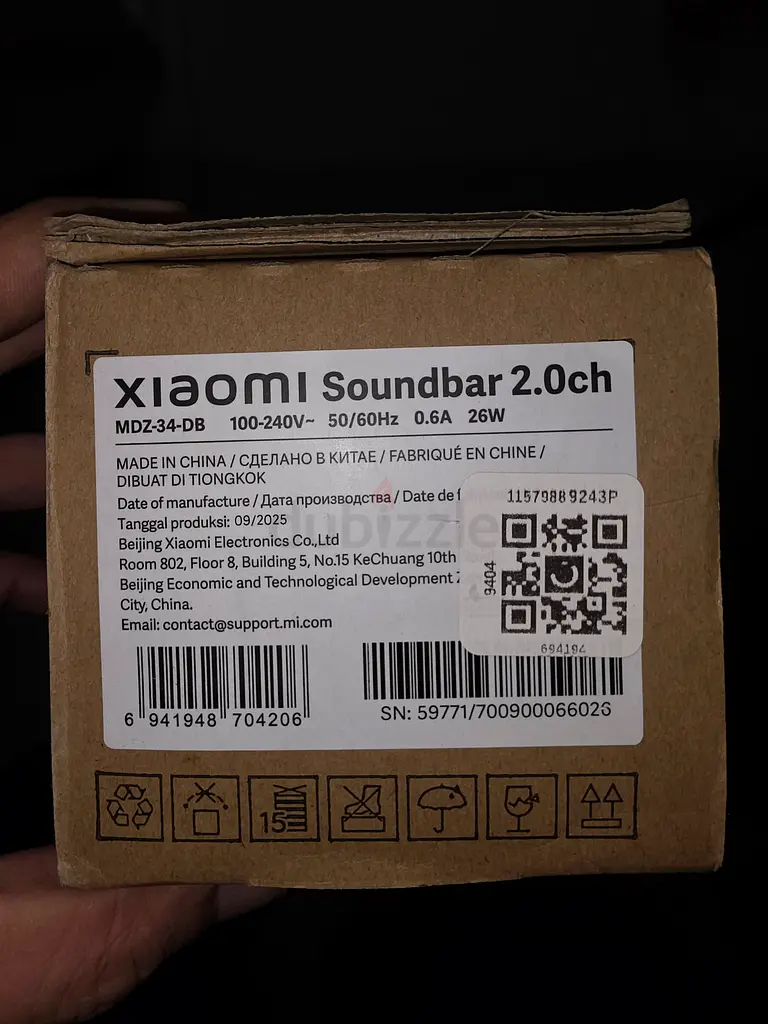 xiaomi Soundbar 2.0ch
MDZ-34-DB 100-240V~ 50/60Hz 0.6A 26W
MADE IN CHINA / СДЕЛАНО В КИТАЕ / FABRIQUÉ EN CHINE /
DIBUAT DI TIONGKOK
Date of manufacture / Дата производства / Date de f
Tanggal produksi: 09/2025
Beijing Xiaomi Electronics Co.,Ltd
Room 802, Floor 8, Building 5, No.15 KeChuang 10th
Beijing Economic and Technological Development
City, China.
Email: contact@support.mi.com
11579889243P
9404
694194
6 941948 704206
SN: 59771/700900066026
15
dubizzle